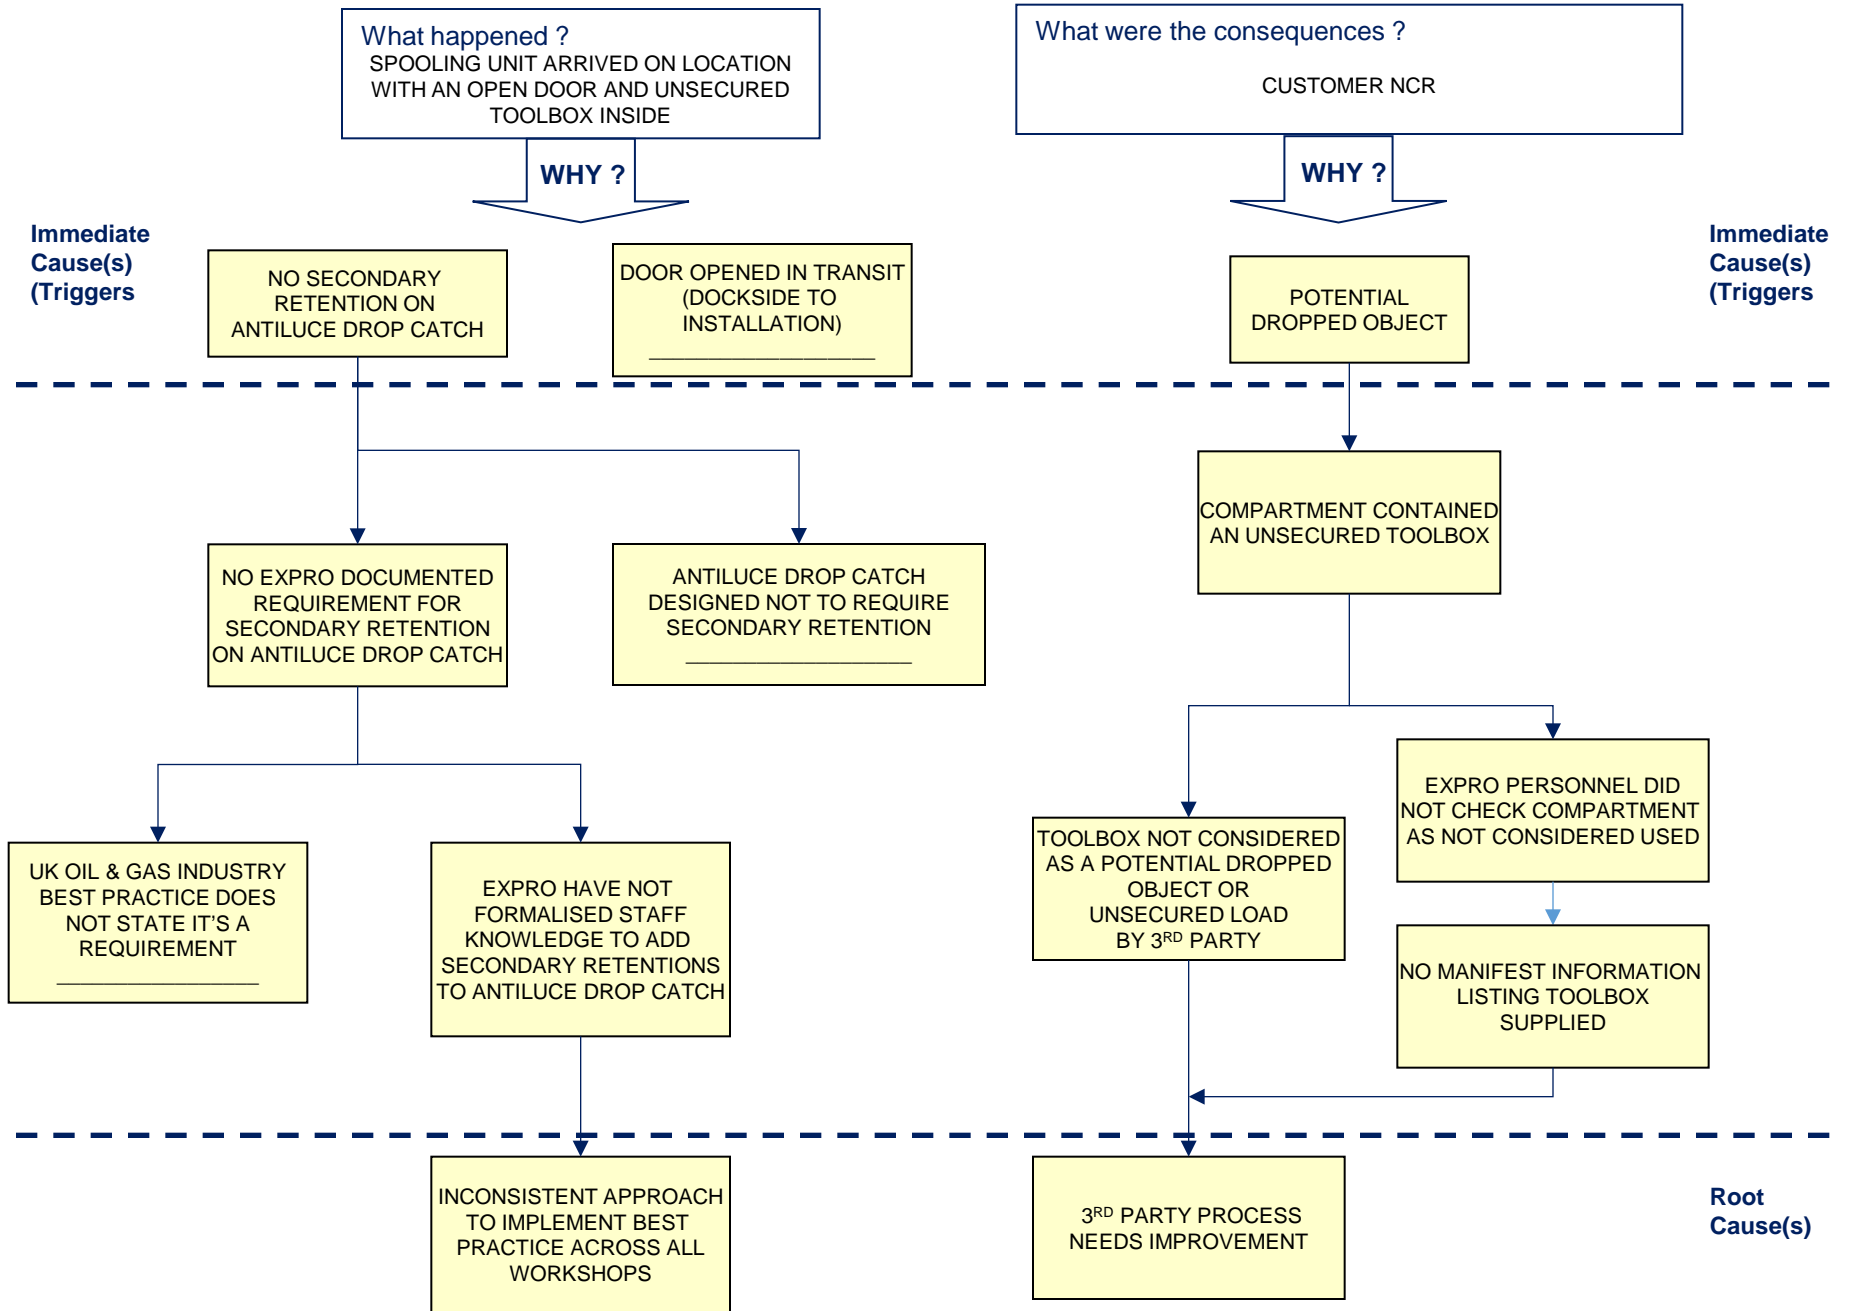 What happened ?
SPOOLING UNIT ARRIVED ON LOCATION
WITH AN OPEN DOOR AND UNSECURED
TOOLBOX INSIDE
What were the consequences ?
CUSTOMER NCR
WHY ?
WHY ?
Immediate
Cause(s)
(Triggers
NO SECONDARY
RETENTION ON
ANTILUCE DROP CATCH
DOOR OPENED IN TRANSIT
(DOCKSIDE TO
INSTALLATION)
___________________
POTENTIAL
DROPPED OBJECT
Immediate
Cause(s)
(Triggers
NO EXPRO DOCUMENTED
REQUIREMENT FOR
SECONDARY RETENTION
ON ANTILUCE DROP CATCH
ANTILUCE DROP CATCH
DESIGNED NOT TO REQUIRE
SECONDARY RETENTION
___________________
COMPARTMENT CONTAINED
AN UNSECURED TOOLBOX
UK OIL & GAS INDUSTRY
BEST PRACTICE DOES
NOT STATE IT'S A
REQUIREMENT
_________________
EXPRO HAVE NOT
FORMALISED STAFF
KNOWLEDGE TO ADD
SECONDARY RETENTIONS
TO ANTILUCE DROP CATCH
TOOLBOX NOT CONSIDERED
AS A POTENTIAL DROPPED
OBJECT OR
UNSECURED LOAD
BY 3RD PARTY
EXPRO PERSONNEL DID
NOT CHECK COMPARTMENT
AS NOT CONSIDERED USED
NO MANIFEST INFORMATION
LISTING TOOLBOX
SUPPLIED
INCONSISTENT APPROACH
TO IMPLEMENT BEST
PRACTICE ACROSS ALL
WORKSHOPS
3RD PARTY PROCESS
NEEDS IMPROVEMENT
Root
Cause(s)